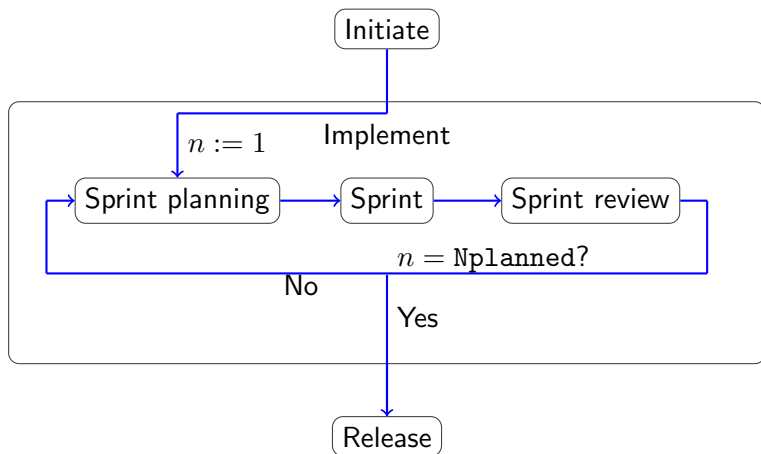 Initiate
Implement
n := 1
Sprint planning
Sprint
Sprint review
n = Nplanned?
No
Yes
Release